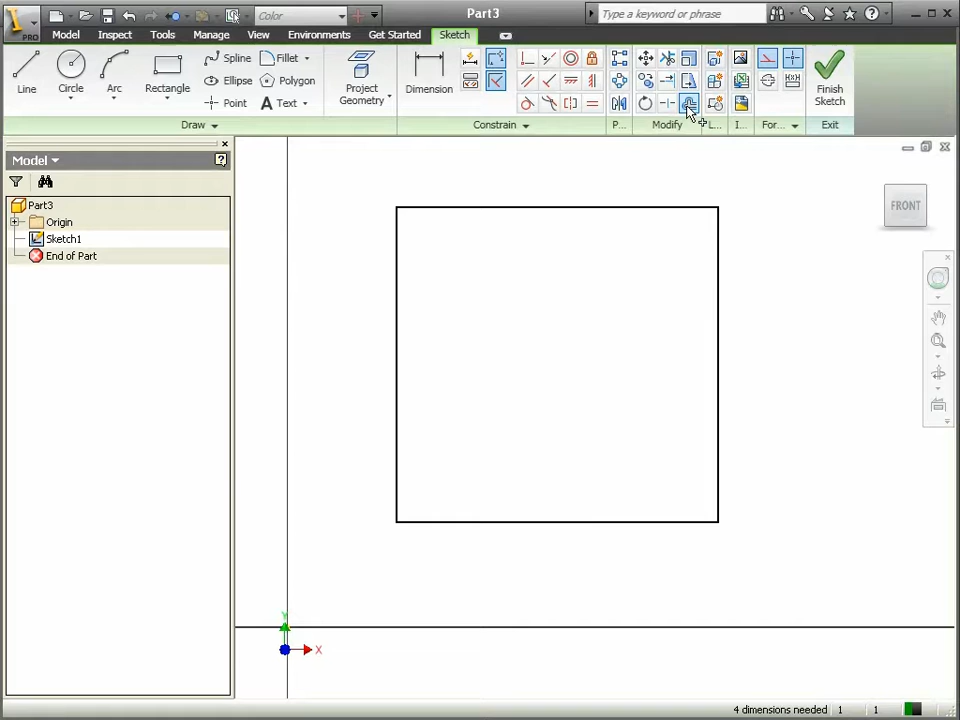 Color
Part3
Type a keyword or phrase
PRO
Model
Inspect
Tools
Manage
View
Environments
Get Started
Sketch
Line
Circle
Arc
Rectangle
Spline
Ellipse
Point
Fillet
Polygon
A Text
Project
Geometry
Dimension
Finish
Sketch
Draw
Constrain
P...
Modify
L...
I...
For...
Exit
Model
Part3
Origin
Sketch1
End of Part
FRONT
Y
X
4 dimensions needed 1 1